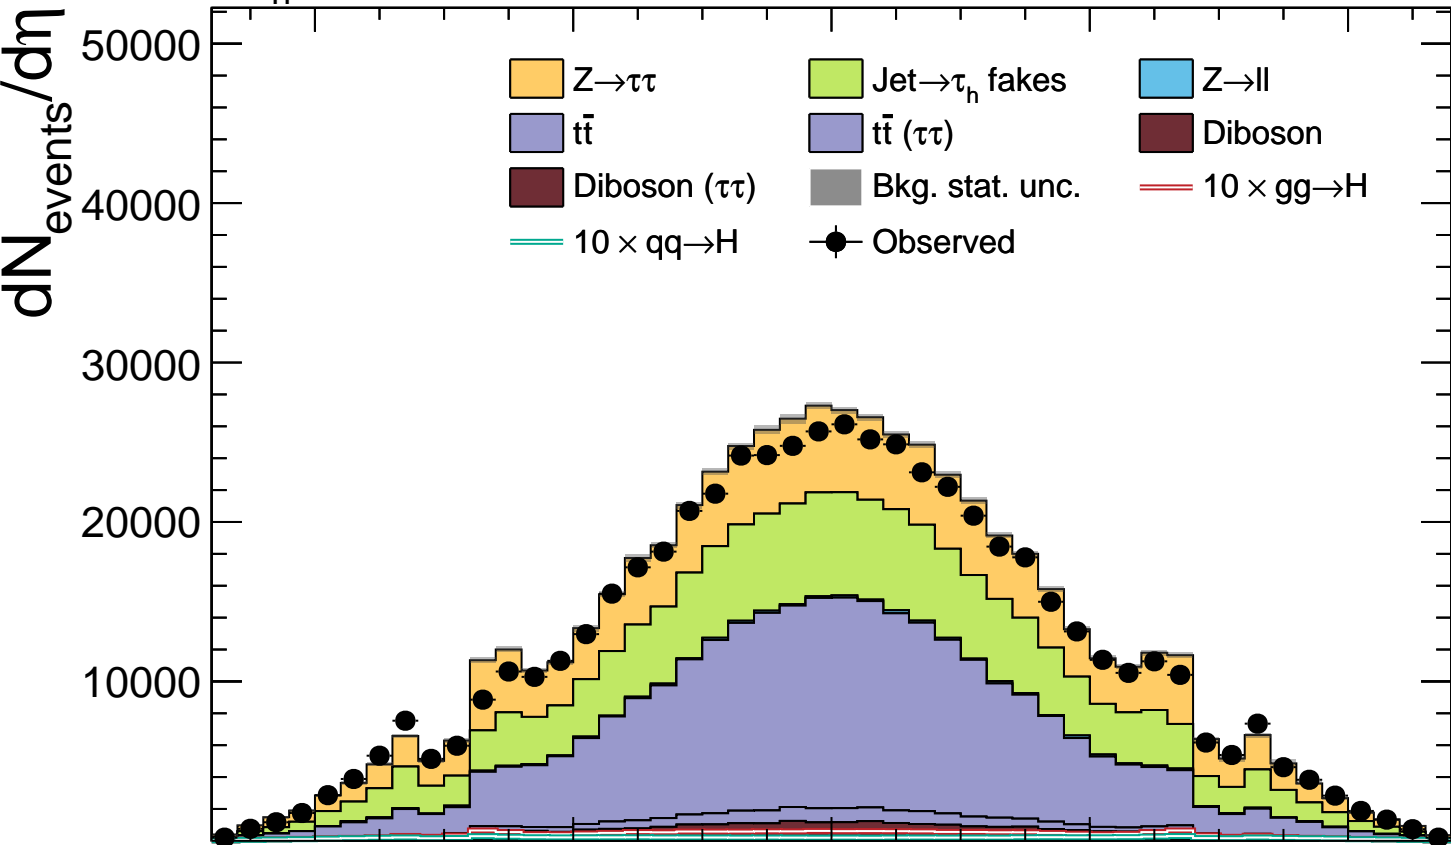 dN_events/dη
50000
40000
30000
20000
10000
Z→ττ
Jet→τ_h fakes
Z→ll
tt̄
tt̄ (ττ)
Diboson
Diboson (ττ)
Bkg. stat. unc.
10 × gg→H
10 × qq→H
Observed